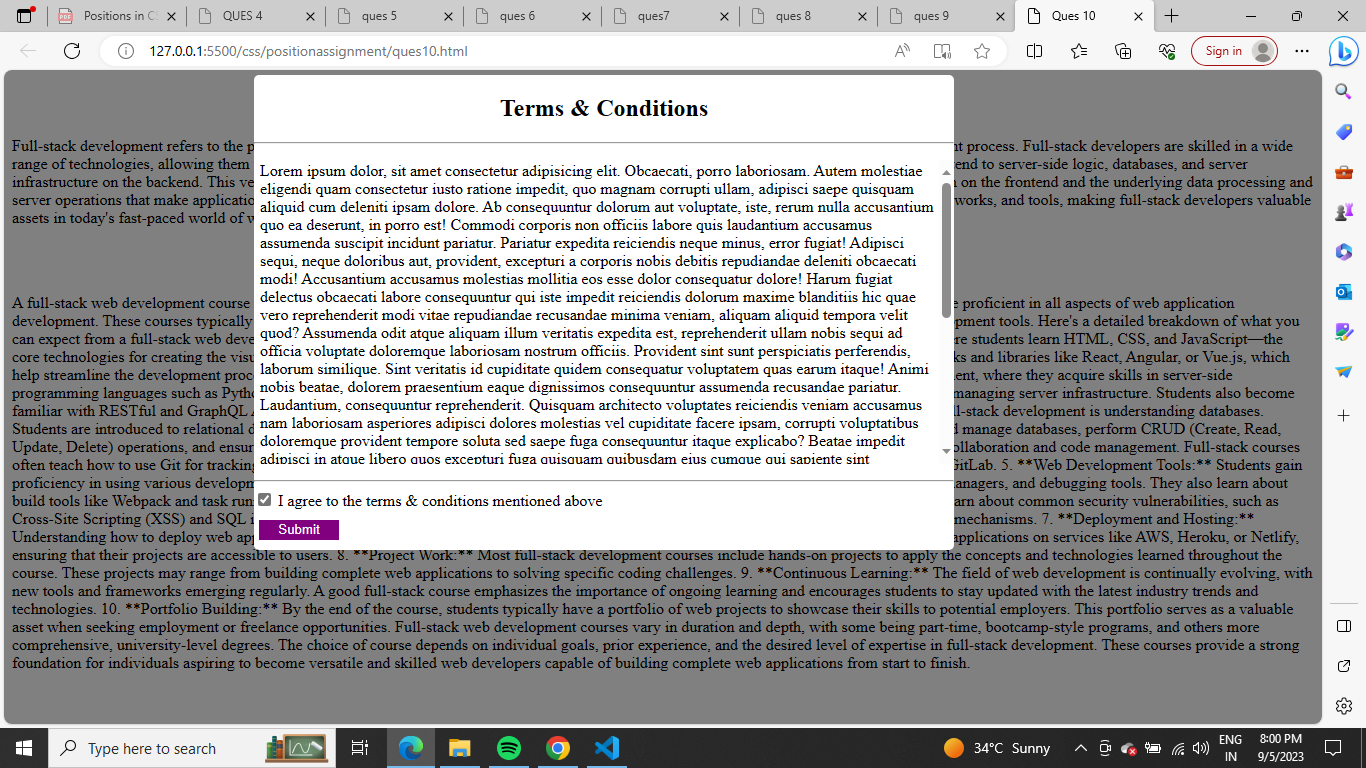 Positions in C
QUES 4
ques 5
ques 6
ques7
ques 8
ques 9
Ques 10
127.0.0.1:5500/css/positionassignment/ques10.html
Sign in
Terms & Conditions
Lorem ipsum dolor, sit amet consectetur adipisicing elit. Obcaecati, porro laboriosam. Autem molestiae
eligendi quam consectetur iusto ratione impedit, quo magnam corrupti ullam, adipisci saepe quisquam
aliquid cum deleniti ipsam dolore. Ab consequuntur dolorum aut voluptate, iste, rerum nulla accusantium
quo ea deserunt, in porro est! Commodi corporis non officiis labore quis laudantium accusamus
assumenda suscipit incidunt pariatur. Pariatur expedita reiciendis neque minus, error fugiat! Adipisci
sequi, neque doloribus aut, provident, excepturi a corporis nobis debitis repudiandae deleniti obcaecati
modi! Accusantium accusamus molestias mollitia eos esse dolor consequatur dolore! Harum fugiat
delectus obcaecati labore consequuntur qui iste impedit reiciendis dolorum maxime blanditiis hic quae
vero reprehenderit modi vitae repudiandae recusandae minima veniam, aliquam aliquid tempora velit
quod? Assumenda odit atque aliquam illum veritatis expedita est, reprehenderit ullam nobis sequi ad
officia voluptate doloremque laboriosam nostrum officiis. Provident sint sunt perspiciatis perferendis,
laborum similique. Sint veritatis id cupiditate quidem consequatur voluptatem quas earum itaque! Animi
nobis beatae, dolorem praesentium eaque dignissimos consequuntur assumenda recusandae pariatur.
Laudantium, consequuntur reprehenderit. Quisquam architecto voluptates reiciendis veniam accusamus
nam laboriosam asperiores adipisci dolores molestias vel cupiditate facere ipsam, corrupti voluptatibus
doloremque provident tempore soluta sed saepe fuga consequuntur itaque explicabo? Beatae impedit
adipisci in atque libero quos excepturi fuga quisquam quibusdam eius cumque qui sapiente sint
I agree to the terms & conditions mentioned above
Submit
Full-stack development refers to the p
nt process. Full-stack developers are skilled in a wide
range of technologies, allowing them
tend to server-side logic, databases, and server
infrastructure on the backend. This ve
on the frontend and the underlying data processing and
server operations that make applicatio
works, and tools, making full-stack developers valuable
assets in today's fast-paced world of w
A full-stack web development course
e proficient in all aspects of web application
development. These courses typically
pment tools. Here's a detailed breakdown of what you
can expect from a full-stack web deve
ere students learn HTML, CSS, and JavaScript—the
core technologies for creating the visu
ks and libraries like React, Angular, or Vue.js, which
help streamline the development proc
ent, where they acquire skills in server-side
programming languages such as Pytho
managing server infrastructure. Students also become
familiar with RESTful and GraphQL A
ll-stack development is understanding databases.
Students are introduced to relational d
d manage databases, perform CRUD (Create, Read,
Update, Delete) operations, and ensur
ollaboration and code management. Full-stack courses
often teach how to use Git for tracking
GitLab. 5. **Web Development Tools:** Students gain
proficiency in using various developm
anagers, and debugging tools. They also learn about
build tools like Webpack and task run
arn about common security vulnerabilities, such as
Cross-Site Scripting (XSS) and SQL i
mechanisms. 7. **Deployment and Hosting:**
Understanding how to deploy web app
applications on services like AWS, Heroku, or Netlify,
ensuring that their projects are accessible to users. 8. **Project Work:** Most full-stack development courses include hands-on projects to apply the concepts and technologies learned throughout the
course. These projects may range from building complete web applications to solving specific coding challenges. 9. **Continuous Learning:** The field of web development is continually evolving, with
new tools and frameworks emerging regularly. A good full-stack course emphasizes the importance of ongoing learning and encourages students to stay updated with the latest industry trends and
technologies. 10. **Portfolio Building:** By the end of the course, students typically have a portfolio of web projects to showcase their skills to potential employers. This portfolio serves as a valuable
asset when seeking employment or freelance opportunities. Full-stack web development courses vary in duration and depth, with some being part-time, bootcamp-style programs, and others more
comprehensive, university-level degrees. The choice of course depends on individual goals, prior experience, and the desired level of expertise in full-stack development. These courses provide a strong
foundation for individuals aspiring to become versatile and skilled web developers capable of building complete web applications from start to finish.
Type here to search
34°C Sunny
ENG
IN
8:00 PM
9/5/2023